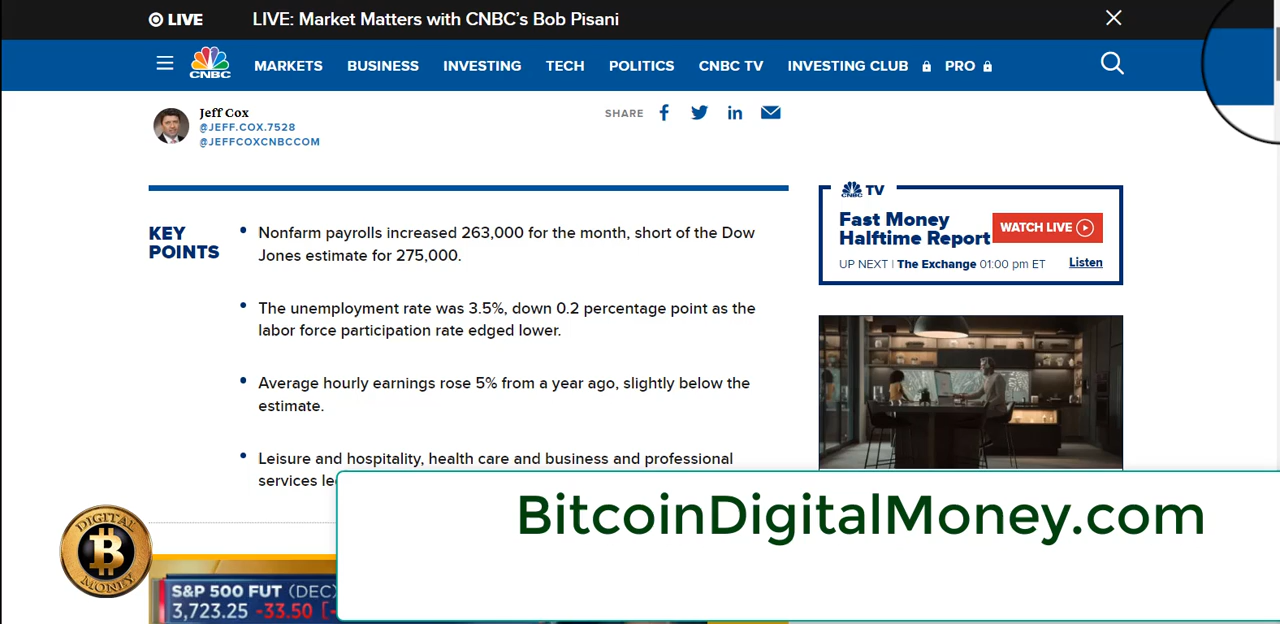 LIVE
LIVE: Market Matters with CNBC’s Bob Pisani
CNBC
MARKETS BUSINESS INVESTING TECH POLITICS CNBC TV INVESTING CLUB PRO
Jeff Cox
@JEFF.COX.7528
@JEFFCOXCNBCCOM
SHARE
KEY
POINTS
Nonfarm payrolls increased 263,000 for the month, short of the Dow
Jones estimate for 275,000.
The unemployment rate was 3.5%, down 0.2 percentage point as the
labor force participation rate edged lower.
Average hourly earnings rose 5% from a year ago, slightly below the
estimate.
Leisure and hospitality, health care and business and professional
services le
CNBC TV
Fast Money
Halftime Report
WATCH LIVE
UP NEXT | The Exchange 01:00 pm ET
Listen
BitcoinDigitalMoney.com
DIGITAL
MONEY
S&P 500 FUT (DEC)
3,723.25 -33.50 [-